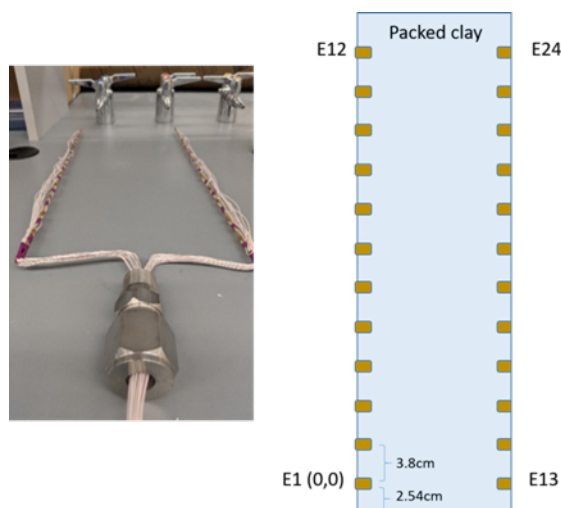 Packed clay
E12
E24
3.8cm
E1 (0,0)
E13
2.54cm